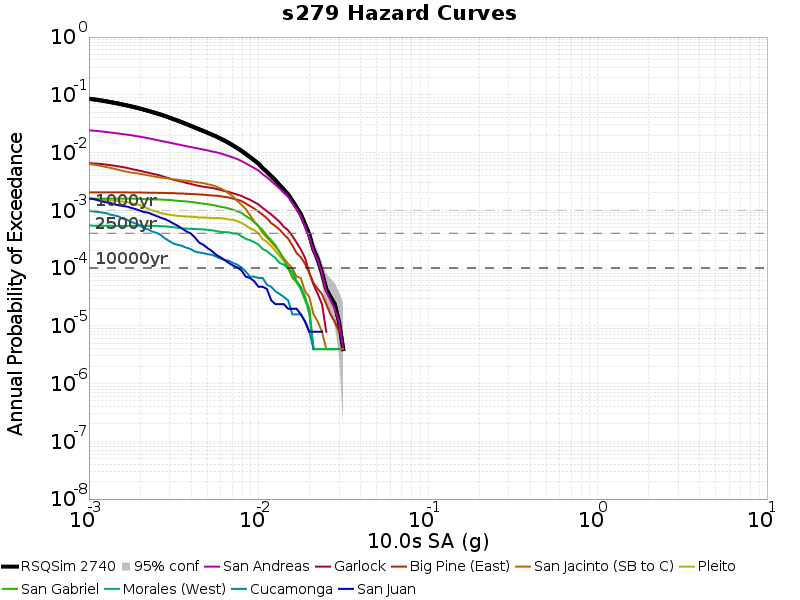 s279 Hazard Curves
Annual Probability of Exceedance
10^0
10^-1
10^-2
10^-3
10^-4
10^-5
10^-6
10^-7
10^-8
1000yr
2500yr
10000yr
10^-3 10^-2 10^-1 10^0 10^1
10.0s SA (g)
RSQSim 2740 95% conf San Andreas Garlock Big Pine (East) San Jacinto (SB to C) Pleito
San Gabriel Morales (West) Cucamonga San Juan